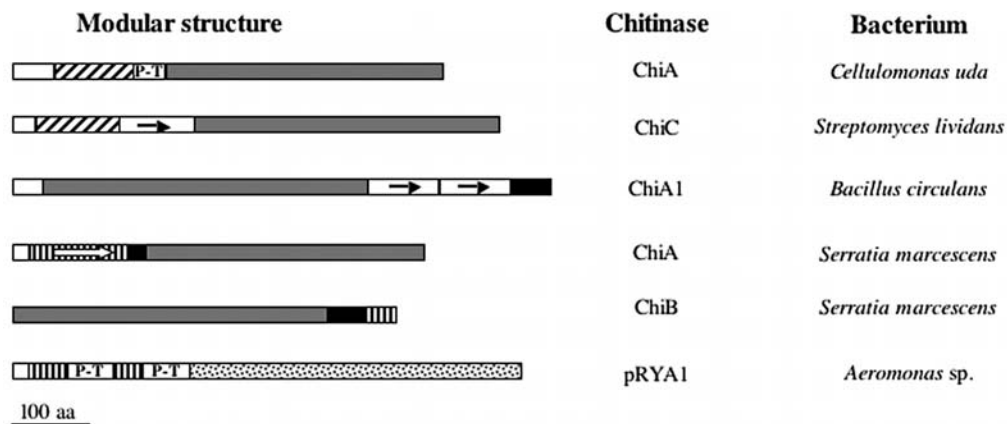 Modular structure Chitinase Bacterium
P-T ChiA Cellulomonas uda
ChiC Streptomyces lividans
ChiA1 Bacillus circulans
ChiA Serratia marcescens
ChiB Serratia marcescens
P-T P-T pRYA1 Aeromonas sp.
100 aa